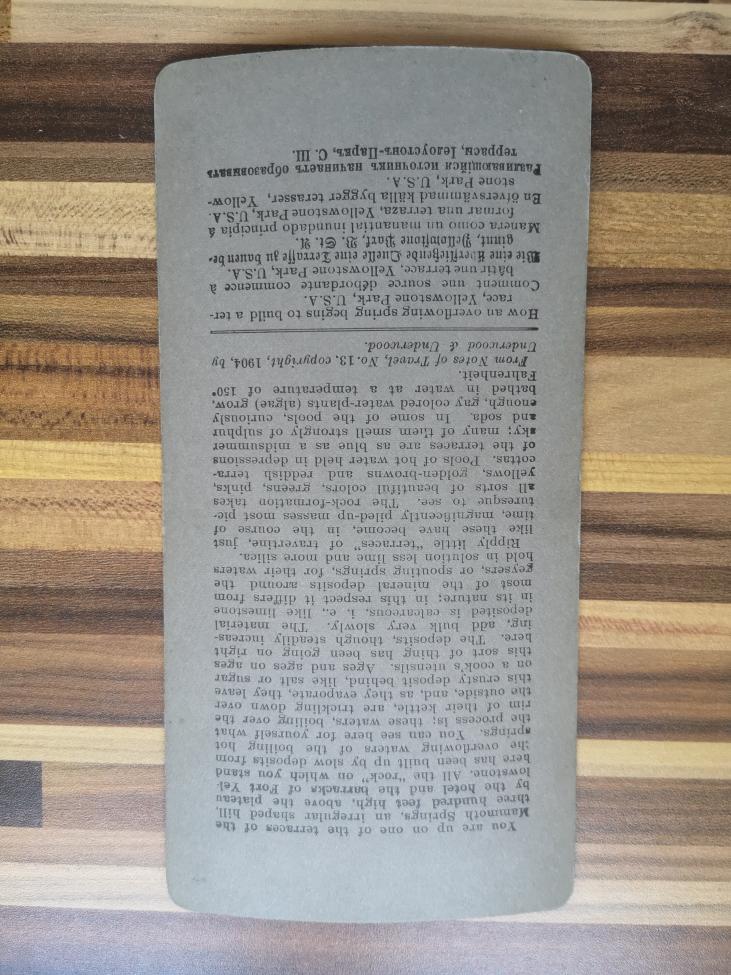 You are up on one of the terraces of the
Mammoth Springs, an irregular shaped hill,
three hundred feet high, above the plateau
by the hotel and the barracks of Fort Yel-
lowstone. All the "rock" on which you stand
here has been built up by slow deposits from
the overflowing waters of the boiling hot
springs. You can see here for yourself what
the process is; these waters, boiling over the
rim of their kettle, are trickling down over
the outside, and, as they evaporate, they leave
this crusty deposit behind, like salt or sugar
on a cook's utensils. Ages and ages on ages
this sort of thing has been going on right
here. The deposits, though steadily increas-
ing, add bulk very slowly. The material
deposited is calcareous, i. e., like limestone
in its nature; in this respect it differs from
most of the mineral deposits around the
geysers, or spouting springs, for their waters
hold in solution less lime and more silica.
Ripply little "terraces" of travertine, just
like these have become, in the course of
time, magnificently piled-up masses most pic-
turesque to see. The rock-formation takes
all sorts of beautiful colors, greens, pinks,
yellows, golden-browns and reddish terra-
cottas. Pools of hot water held in depressions
of the terraces are as blue as a midsummer
sky; many of them smell strongly of sulphur
and soda. In some of the pools, curiously
enough, gay colored water-plants (algae) grow,
bathed in water at a temperature of 150°
Fahrenheit.
From Notes of Travel, No. 13, copyright, 1904, by
Underwood & Underwood.
How an overflowing spring begins to build a ter-
race, Yellowstone Park, U.S.A.
Comment une source débordante commence à
bâtir une terrace, Yellowstone Park, U.S.A.
Wie eine überfließende Quelle eine Terrasse zu bauen be-
ginnt, Yellowstone Park, V. St. A.
Manera como un manantial inundado principia á
formar una terraza, Yellowstone Park, U.S.A.
En öfversvämmad källa bygger terasser, Yellow-
stone Park, U.S.A.
Развивающійся источникъ начинаетъ образовывать
террасы, Іелоустонъ-Паркъ, С. Ш.